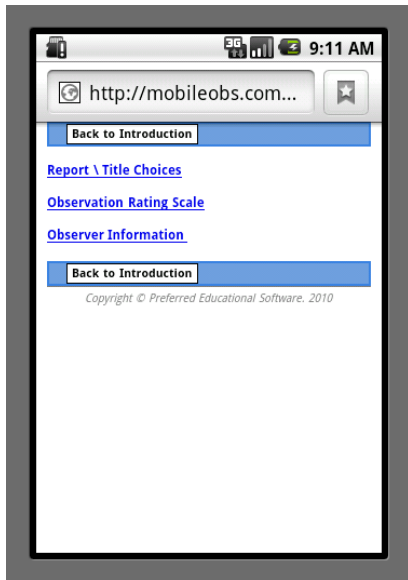 3G 9:11 AM
http://mobileobs.com...
Back to Introduction
Report \ Title Choices
Observation Rating Scale
Observer Information
Back to Introduction
Copyright © Preferred Educational Software. 2010